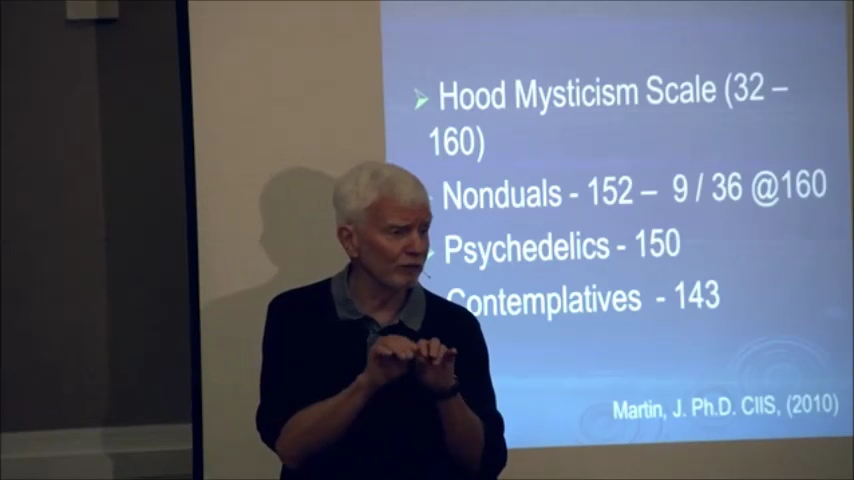 Hood Mysticism Scale (32 –
160)
Nonduals - 152 – 9 / 36 @160
Psychedelics - 150
Contemplatives - 143
Martin, J. Ph.D. CIIS, (2010)